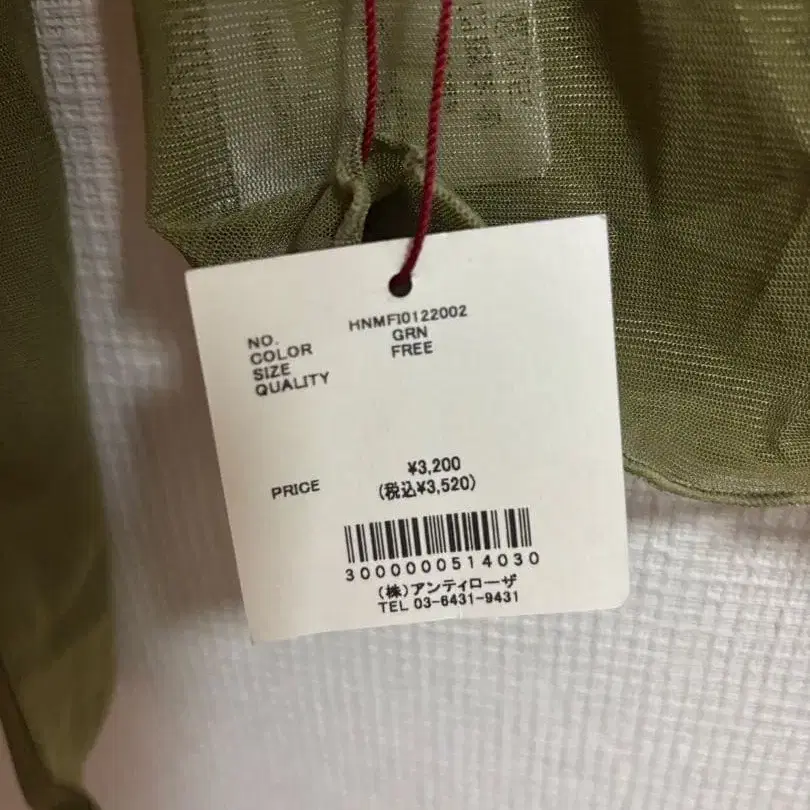 NO. HNMFI0122002
COLOR GRN
SIZE FREE
QUALITY
¥3,200
PRICE (税込¥3,520)
3000000514030
(株)アンティローザ
TEL 03-6431-9431